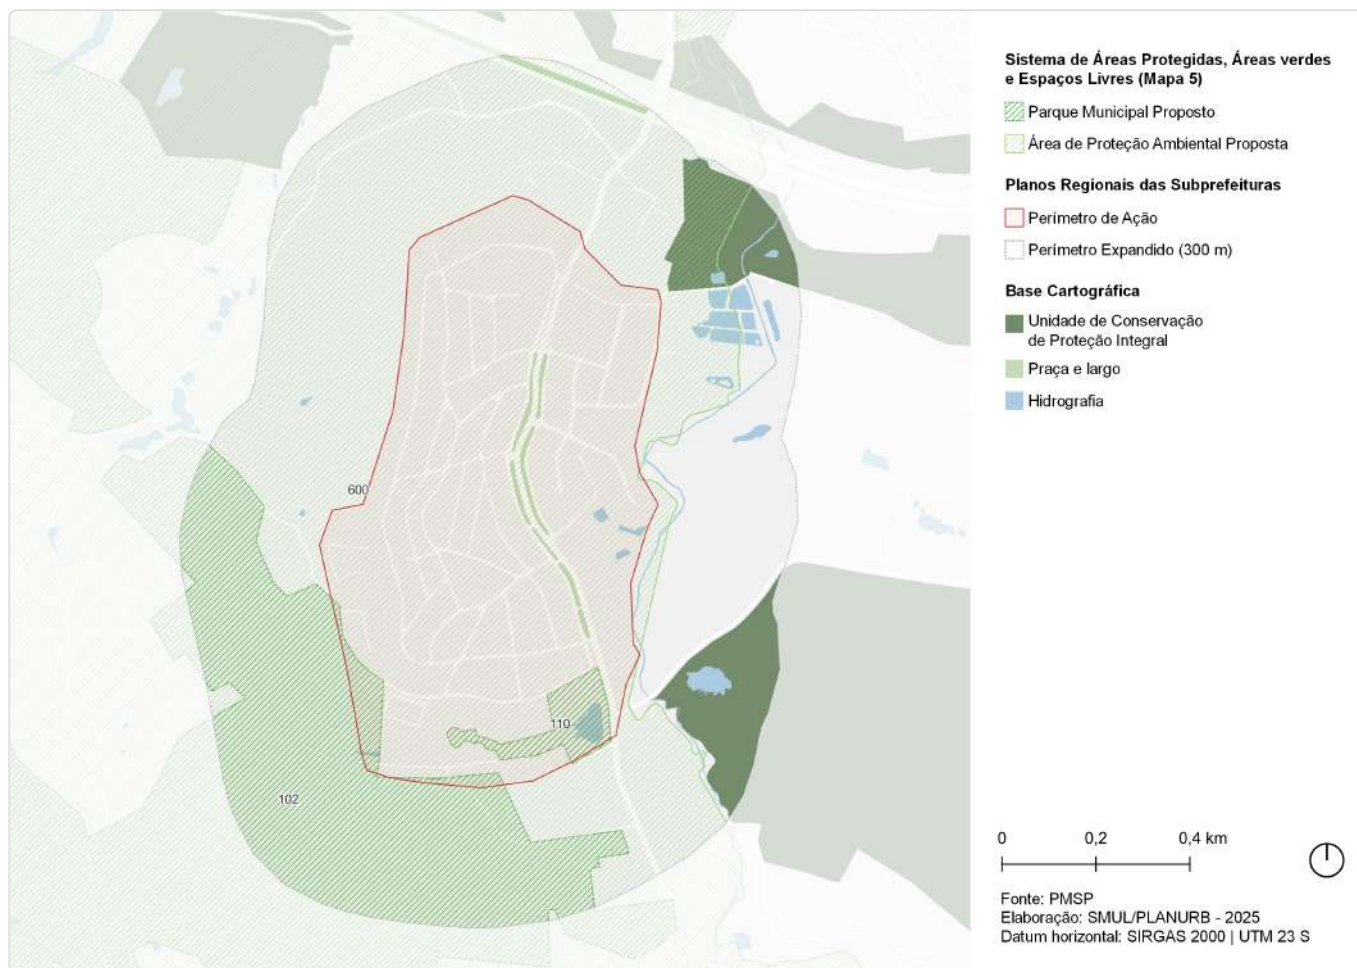 Sistema de Áreas Protegidas, Áreas verdes
e Espaços Livres (Mapa 5)
Parque Municipal Proposto
Área de Proteção Ambiental Proposta
Planos Regionais das Subprefeituras
Perímetro de Ação
Perímetro Expandido (300 m)
Base Cartográfica
Unidade de Conservação
de Proteção Integral
Praça e largo
Hidrografia
600
110
102
0 0,2 0,4 km
Fonte: PMSP
Elaboração: SMUL/PLANURB - 2025
Datum horizontal: SIRGAS 2000 | UTM 23 S